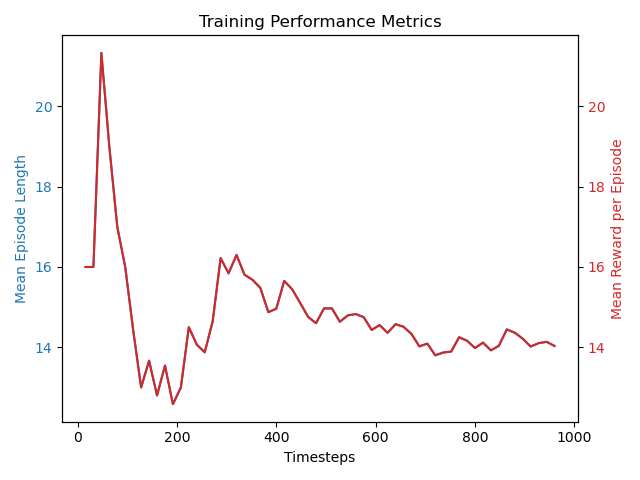 Training Performance Metrics
Mean Episode Length
20
18
16
14
20
18
16
14
Mean Reward per Episode
0 200 400 600 800 1000
Timesteps